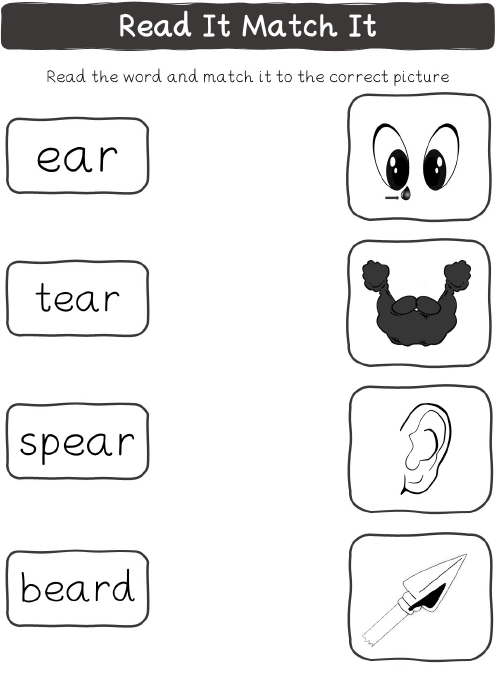 Read It Match It
Read the word and match it to the correct picture
ear
tear
spear
beard